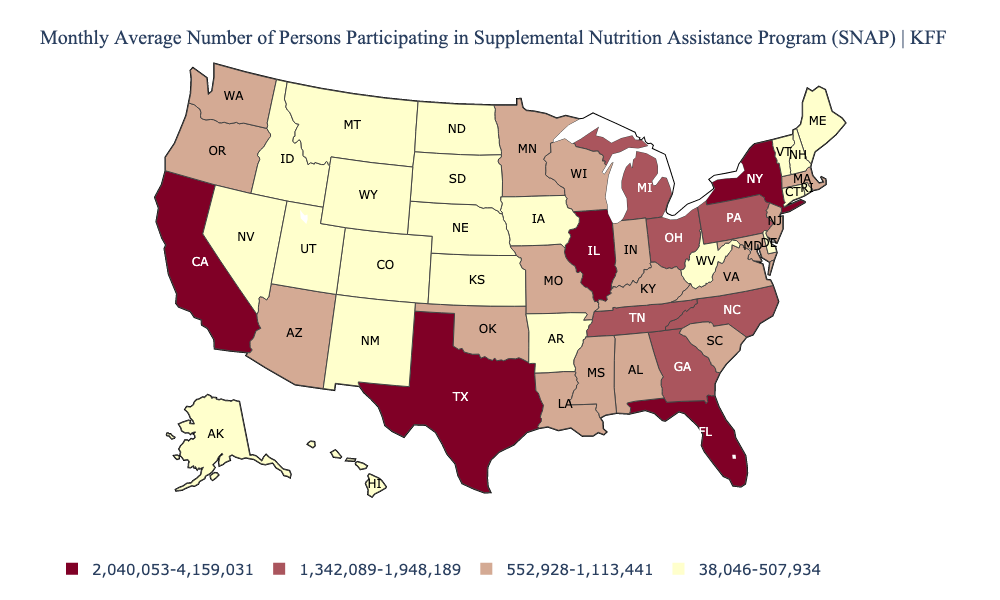 Monthly Average Number of Persons Participating in Supplemental Nutrition Assistance Program (SNAP) | KFF
WA
ME
MT
ND
OR
MN
VT
NH
ID
WI
SD
NY
MA
MI
RI
WY
CT
IA
PA
NE
NJ
NV
OH
MD
DE
UT
IL
IN
CA
CO
WV
KS
MO
VA
KY
TN
NC
AZ
OK
NM
AR
SC
MS
AL
GA
TX
LA
FL
AK
HI
2,040,053-4,159,031 1,342,089-1,948,189 552,928-1,113,441 38,046-507,934